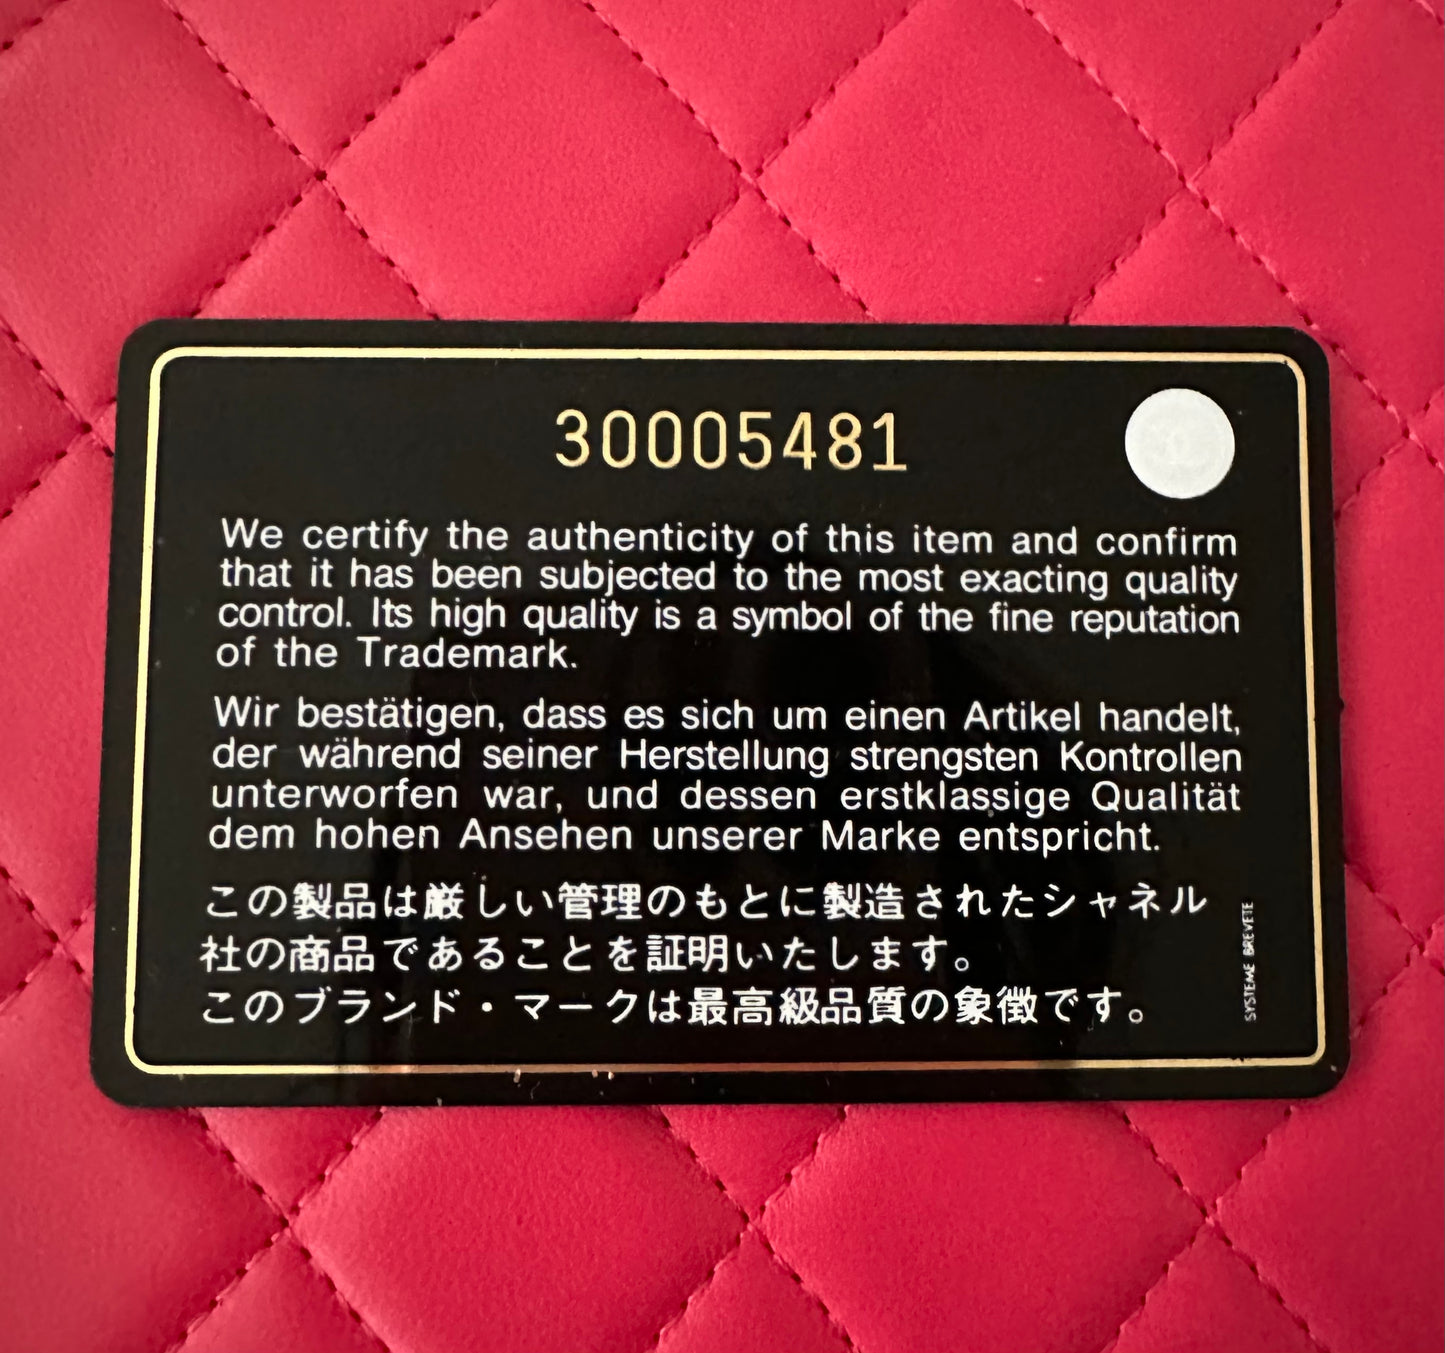 30005481
We certify the authenticity of this item and confirm
that it has been subjected to the most exacting quality
control. Its high quality is a symbol of the fine reputation
of the Trademark.
Wir bestätigen, dass es sich um einen Artikel handelt,
der während seiner Herstellung strengsten Kontrollen
unterworfen war, und dessen erstklassige Qualität
dem hohen Ansehen unserer Marke entspricht.
この製品は厳しい管理のもとに製造されたシャネル
社の商品であることを証明いたします。
このブランド・マークは最高級品質の象徴です。
SYSTEME BREVETE